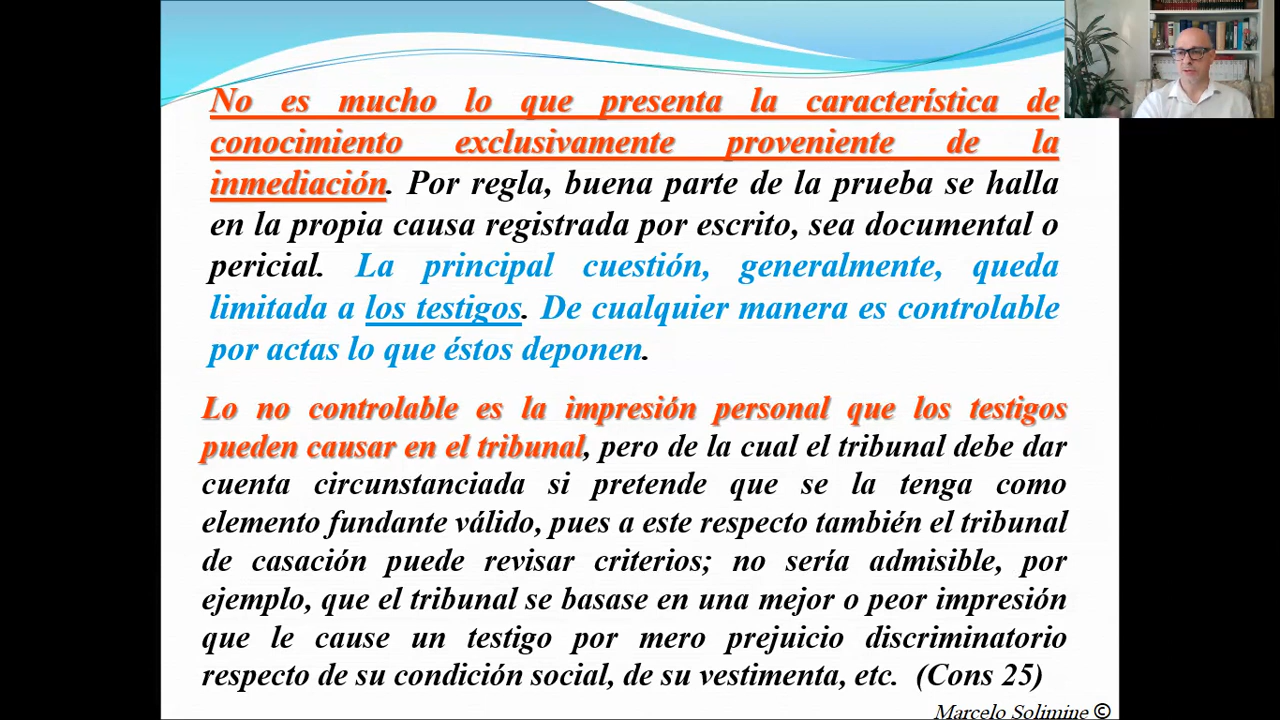 No es mucho lo que presenta la característica de
conocimiento exclusivamente proveniente de la
inmediación. Por regla, buena parte de la prueba se halla
en la propia causa registrada por escrito, sea documental o
pericial. La principal cuestión, generalmente, queda
limitada a los testigos. De cualquier manera es controlable
por actas lo que éstos deponen.
Lo no controlable es la impresión personal que los testigos
pueden causar en el tribunal, pero de la cual el tribunal debe dar
cuenta circunstanciada si pretende que se la tenga como
elemento fundante válido, pues a este respecto también el tribunal
de casación puede revisar criterios; no sería admisible, por
ejemplo, que el tribunal se basase en una mejor o peor impresión
que le cause un testigo por mero prejuicio discriminatorio
respecto de su condición social, de su vestimenta, etc. (Cons 25)
Marcelo Solimine ©